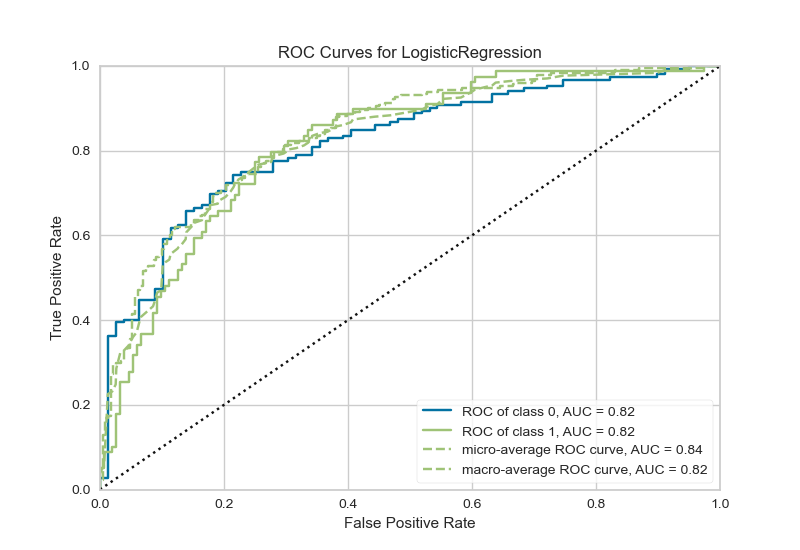 ROC Curves for LogisticRegression
True Positive Rate
1.0
0.8
0.6
0.4
0.2
0.0
ROC of class 0, AUC = 0.82
ROC of class 1, AUC = 0.82
micro-average ROC curve, AUC = 0.84
macro-average ROC curve, AUC = 0.82
0.0 0.2 0.4 0.6 0.8 1.0
False Positive Rate